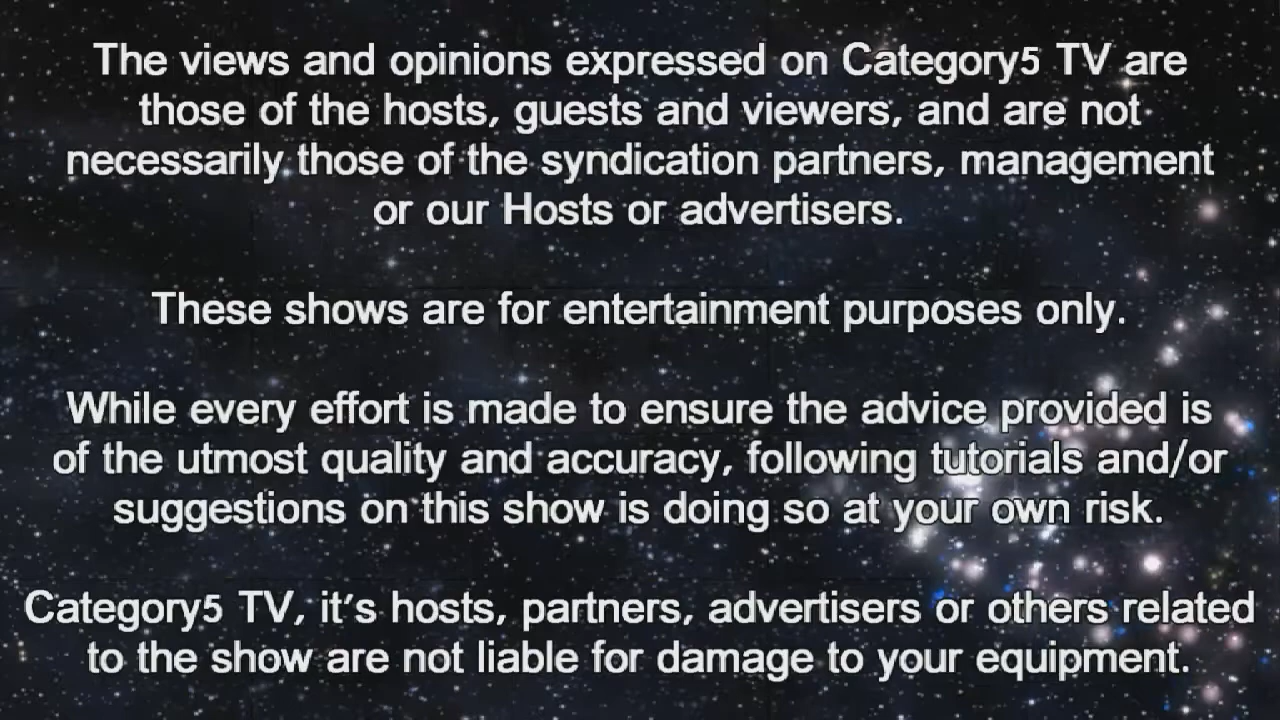 The views and opinions expressed on Category5 TV are
those of the hosts, guests and viewers, and are not
necessarily those of the syndication partners, management
or our Hosts or advertisers.
These shows are for entertainment purposes only.
While every effort is made to ensure the advice provided is
of the utmost quality and accuracy, following tutorials and/or
suggestions on this show is doing so at your own risk.
Category5 TV, it's hosts, partners, advertisers or others related
to the show are not liable for damage to your equipment.